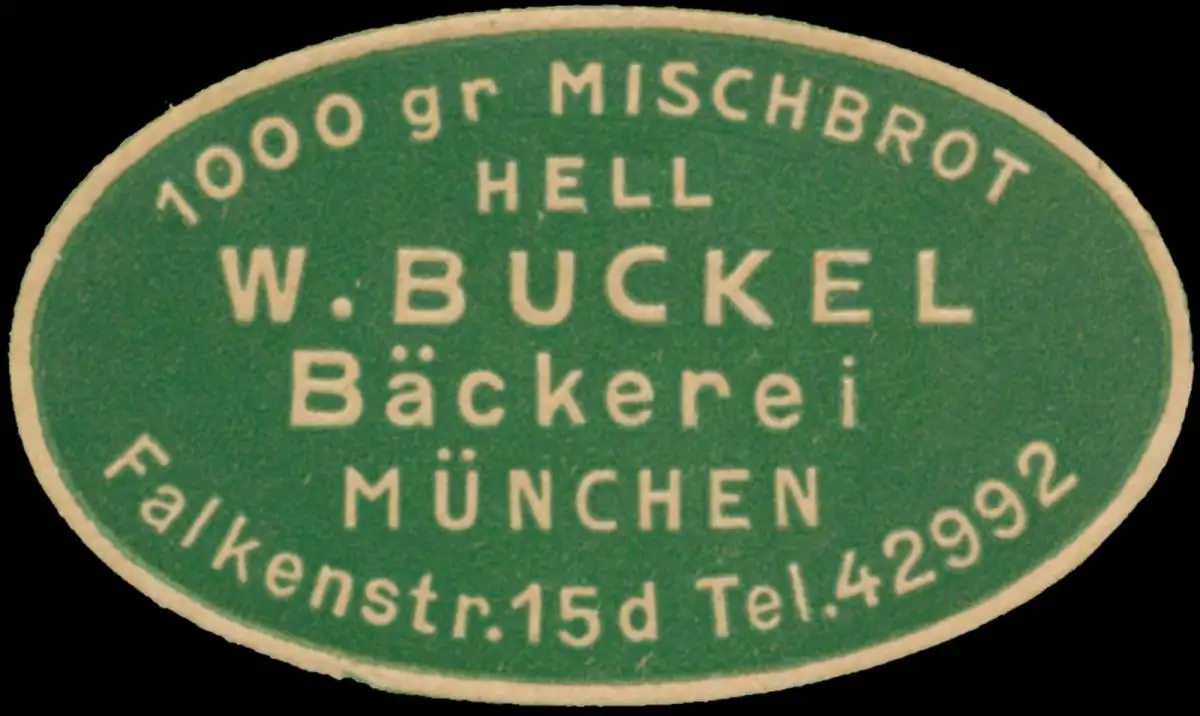 1000 gr MISCHBROT
HELL
W. BUCKEL
Bäckerei
MÜNCHEN
Falkenstr. 15d Tel. 42992